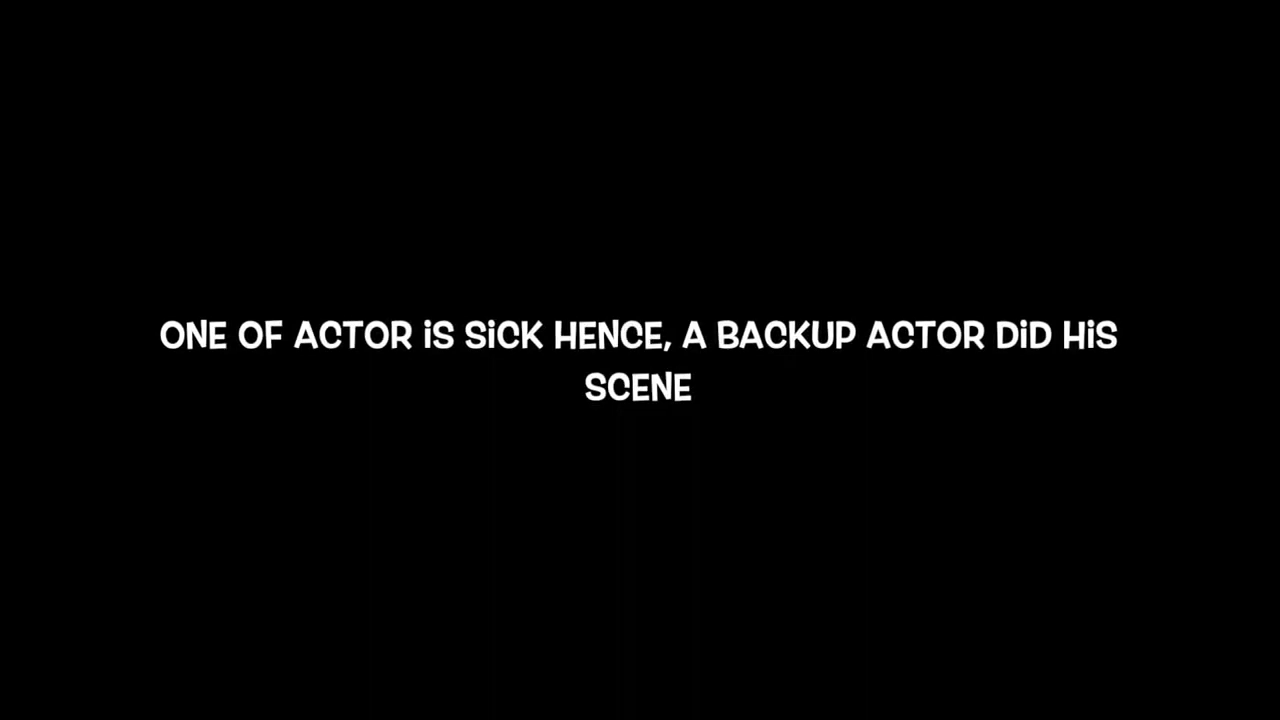 ONE OF ACTOR iS SiCK HENCE, A BACKUP ACTOR DiD HiS
SCENE